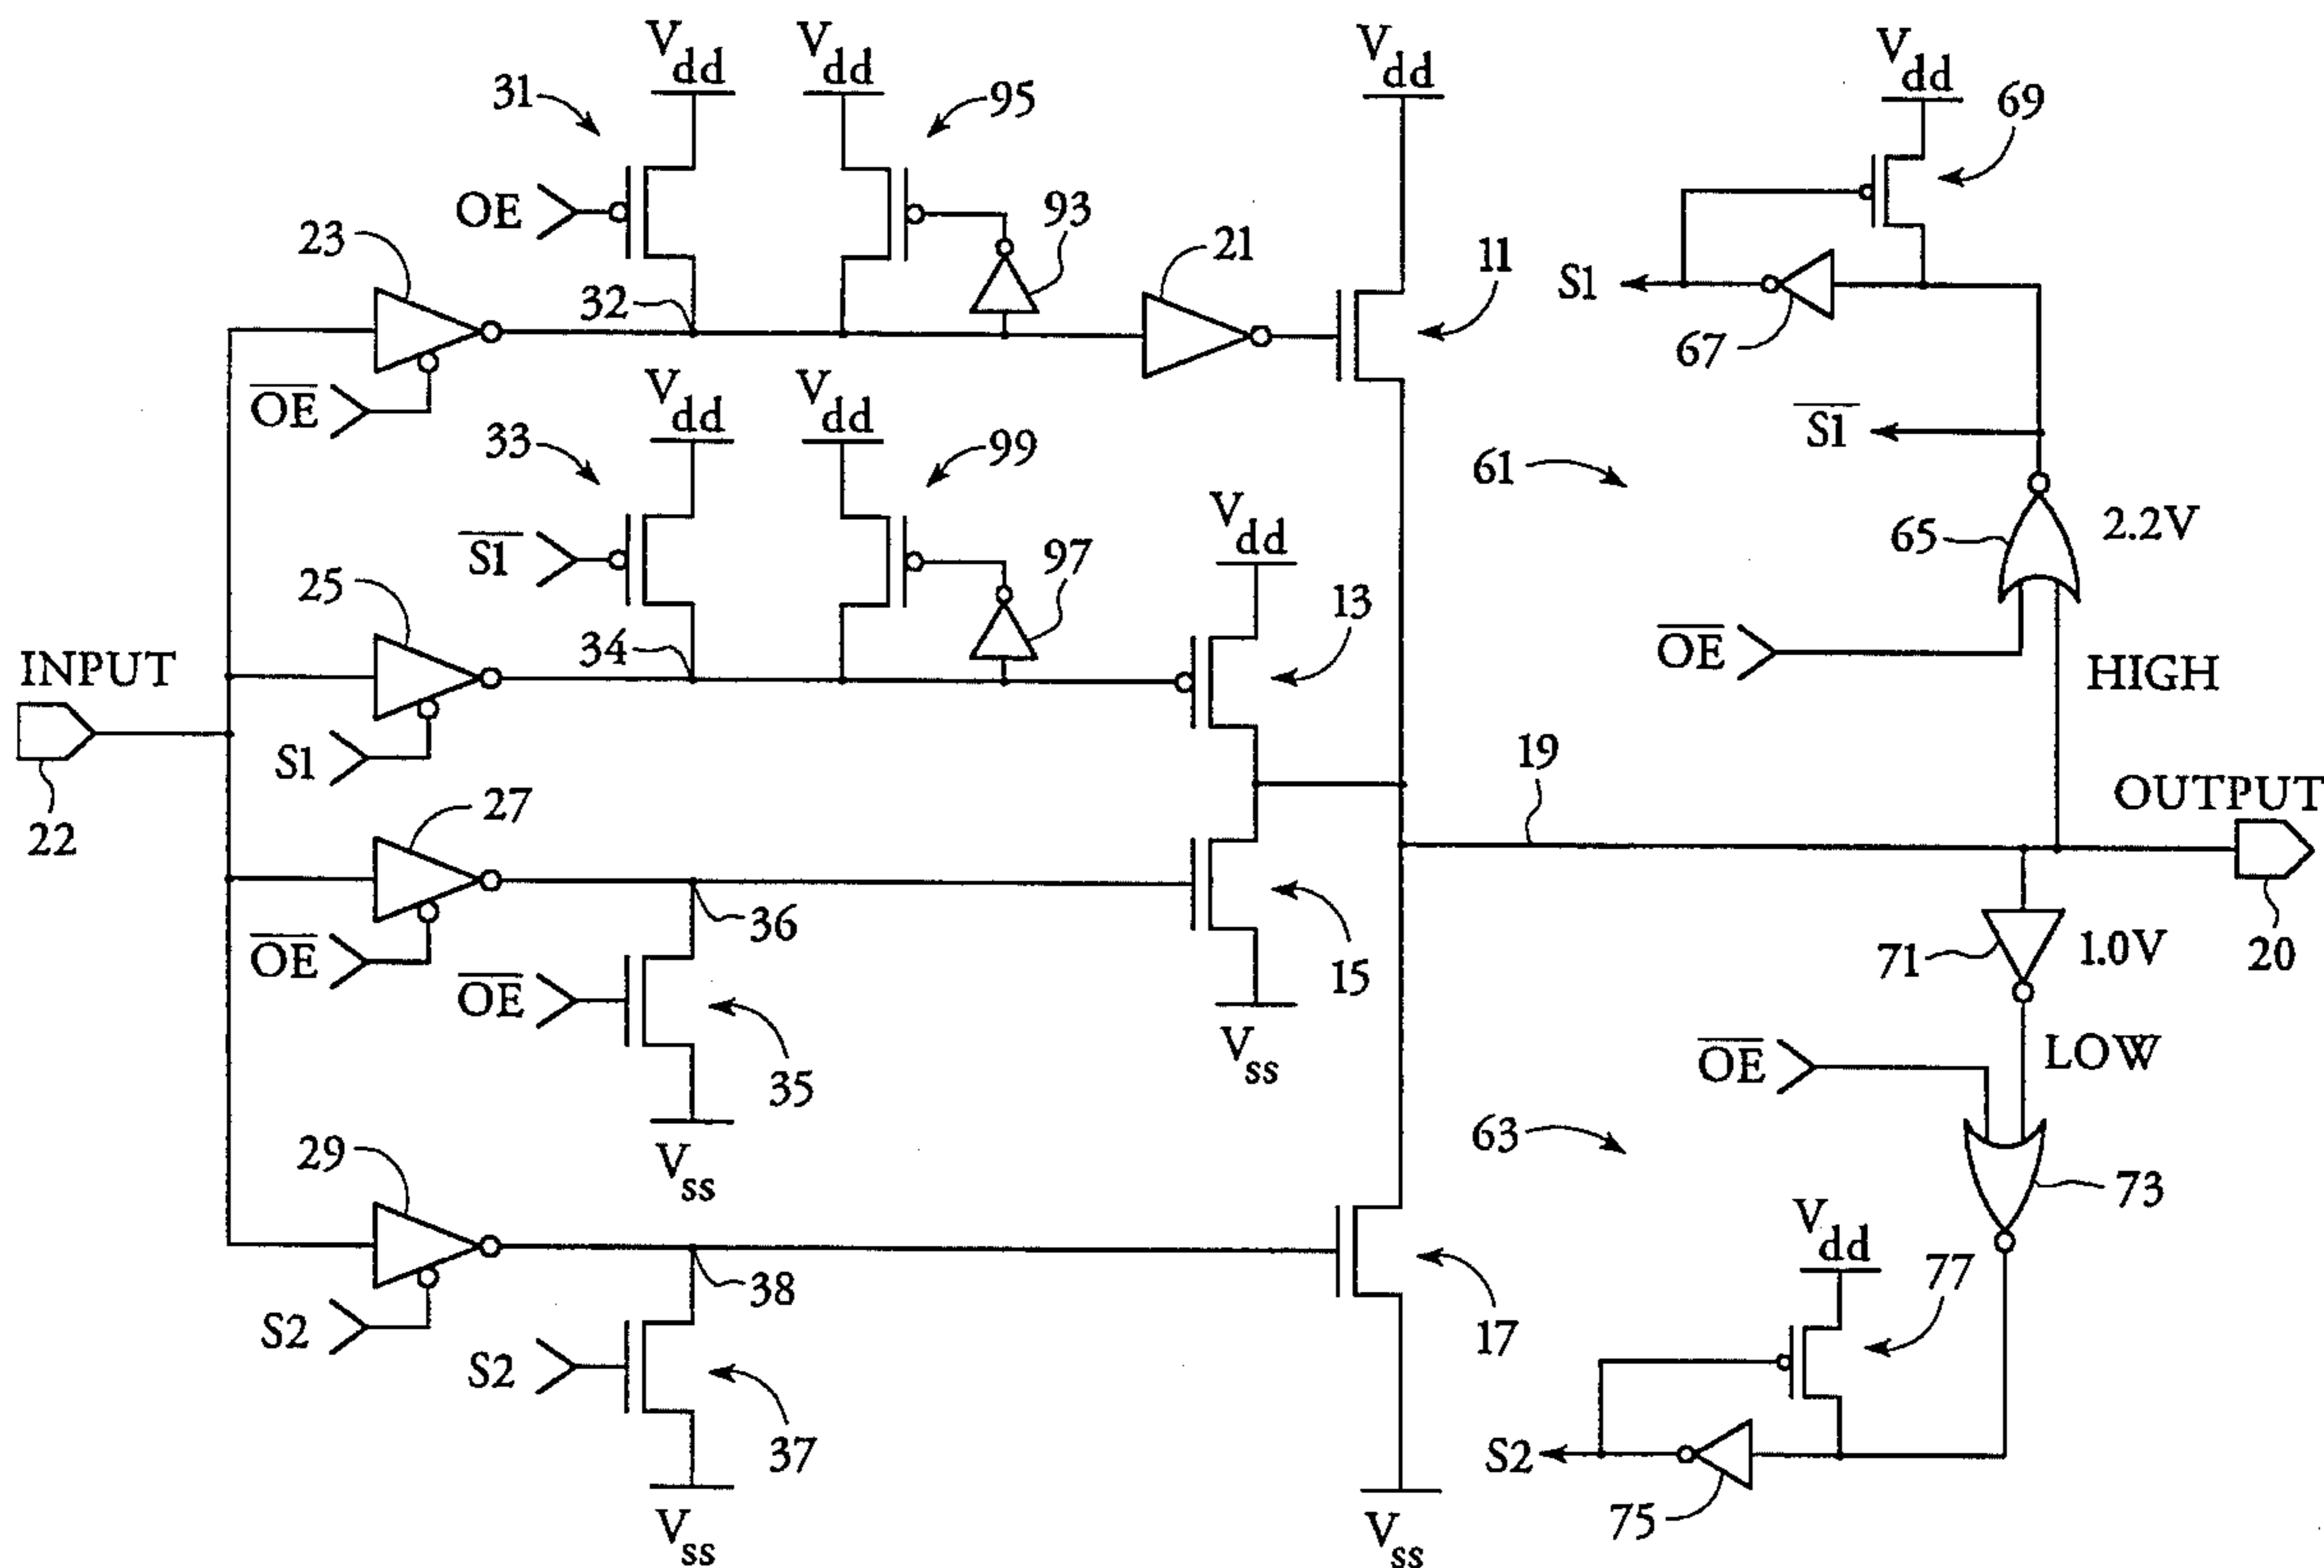 Vdd
Vdd
Vdd
Vdd
31
95
69
OE
93
23
21
11
32
S1
67
OE
Vdd
Vdd
S1
33
99
61
Vdd
2.2V
S1
65
97
25
13
34
OE
INPUT
HIGH
S1
19
27
OUTPUT
22
36
71
1.0V
20
OE
OE
15
Vss
OE
LOW
35
29
63
Vss
73
Vdd
77
38
S2
17
S2
37
S2
75
Vss
Vss